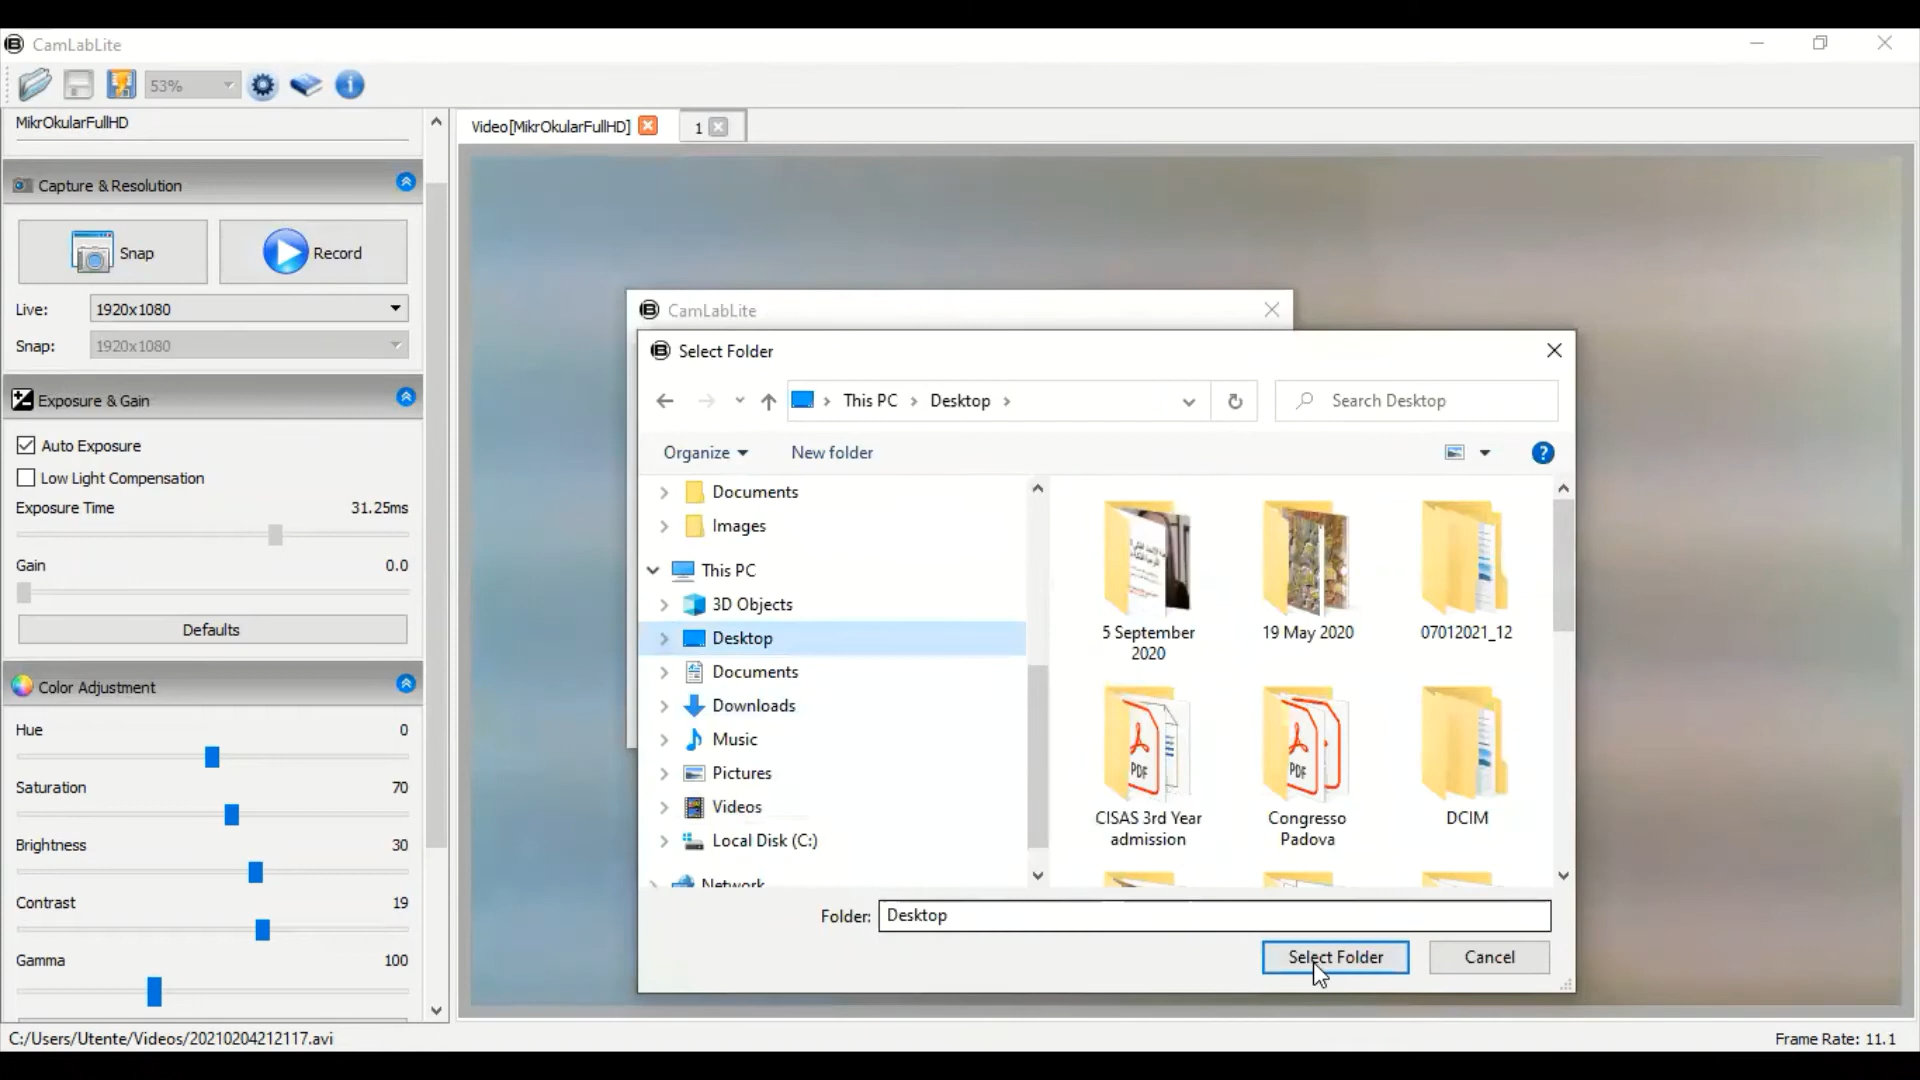 CamLabLite
53%
MikrOkularFullHD
Capture & Resolution
Snap
Record
Live:
1920x1080
Snap:
1920x1080
Exposure & Gain
Auto Exposure
Low Light Compensation
Exposure Time
31.25ms
Gain
0.0
Defaults
Color Adjustment
Hue
0
Saturation
70
Brightness
30
Contrast
19
Gamma
100
Video[MikrOkularFullHD]
1
CamLabLite
Select Folder
This PC
Desktop
Search Desktop
Organize
New folder
Documents
Images
This PC
3D Objects
Desktop
Documents
Downloads
Music
Pictures
Videos
Local Disk (C:)
Network
5 September
2020
19 May 2020
07012021_12
PDF
CISAS 3rd Year
admission
PDF
Congresso
Padova
DCIM
Folder:
Desktop
Select Folder
Cancel
C:/Users/Utente/Videos/20210204212117.avi
Frame Rate: 11.1